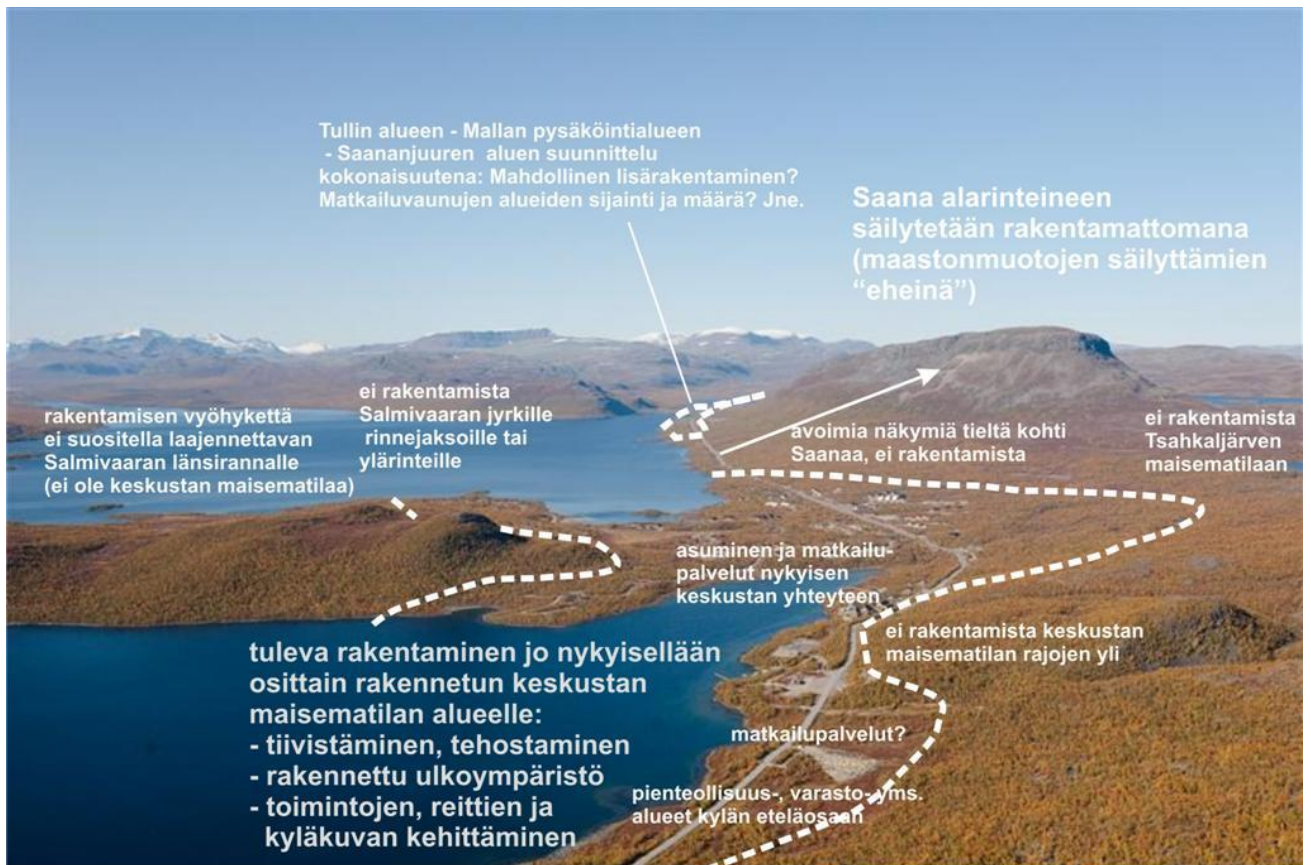 Tullin alueen - Mallan pysäköintialueen
- Saananjuuren aluen suunnittelu
kokonaisuutena: Mahdollinen lisärakentaminen?
Matkailuvaunujen alueiden sijainti ja määrä? Jne.
Saana alarinteineen
säilytetään rakentamattomana
(maastonmuotojen säilyttämien
“eheinä”)
rakentamisen vyöhykettä
ei suositella laajennettavan
Salmivaaran länsirannalle
(ei ole keskustan maisematilaa)
ei rakentamista
Salmivaaran jyrkille
rinnejaksoille tai
ylärinteille
avoimia näkymiä tieltä kohti
Saanaa, ei rakentamista
ei rakentamista
Tsahkaljärven
maisematilaan
asuminen ja matkailu-
palvelut nykyisen
keskustan yhteyteen
ei rakentamista keskustan
maisematilan rajojen yli
tuleva rakentaminen jo nykyisellään
osittain rakennetun keskustan
maisematilan alueelle:
- tiivistäminen, tehostaminen
- rakennettu ulkoympäristö
- toimintojen, reittien ja
kyläkuvan kehittäminen
matkailupalvelut?
pienteollisuus-, varasto- yms.
alueet kylän eteläosaan